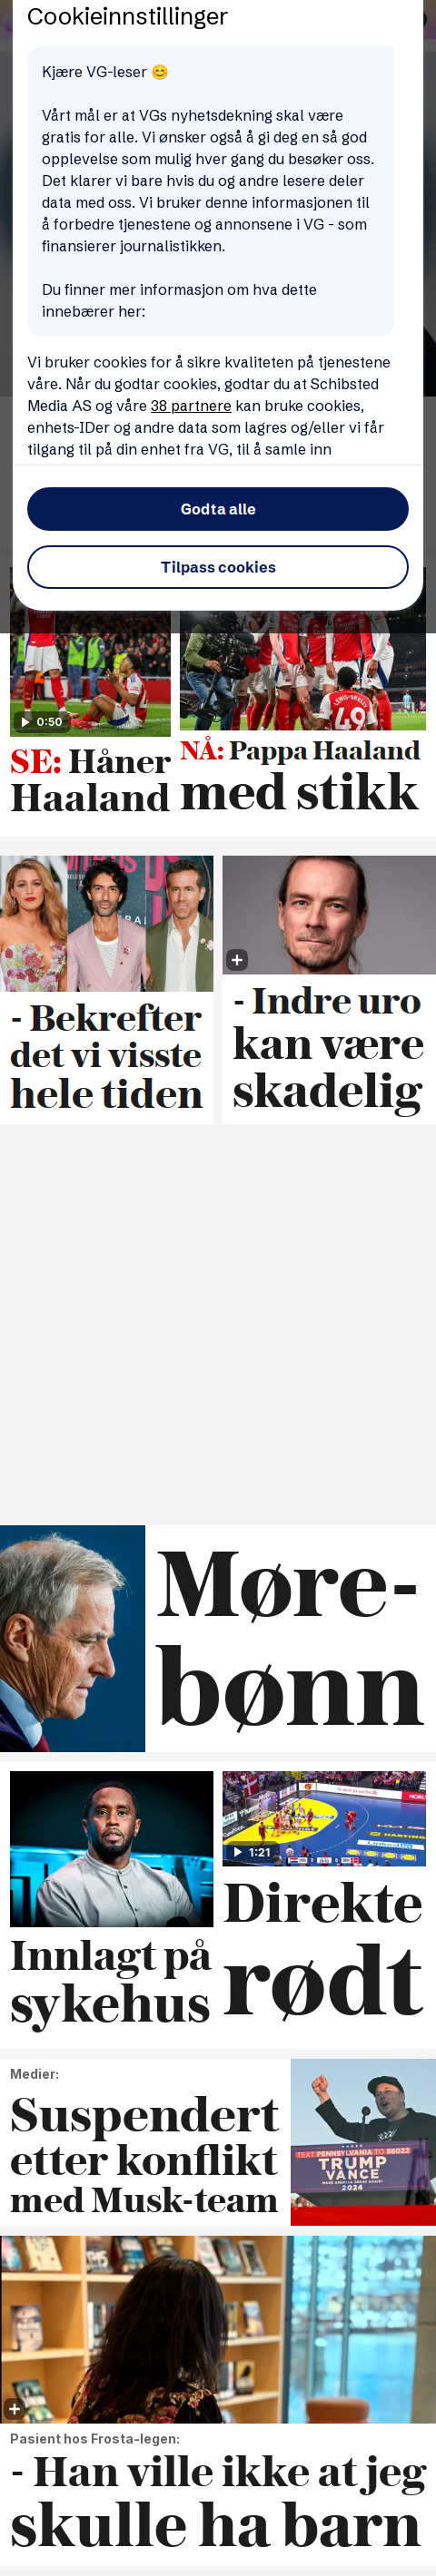 Cookieinnstillinger
Kjære VG-leser 😊
Vårt mål er at VGs nyhetsdekning skal være
gratis for alle. Vi ønsker også å gi deg en så god
opplevelse som mulig hver gang du besøker oss.
Det klarer vi bare hvis du og andre lesere deler
data med oss. Vi bruker denne informasjonen til
å forbedre tjenestene og annonsene i VG - som
finansierer journalistikken.
Du finner mer informasjon om hva dette
innebærer her:
Vi bruker cookies for å sikre kvaliteten på tjenestene
våre. Når du godtar cookies, godtar du at Schibsted
Media AS og våre 38 partnere kan bruke cookies,
enhets-IDer og andre data som lagres og/eller vi får
tilgang til på din enhet fra VG, til å samle inn
Godta alle
Tilpass cookies
0:50
SE: Håner
Haaland
LEWIS-SKELLY
49
NÅ: Pappa Haaland
med stikk
- Bekrefter
det vi visste
hele tiden
- Indre uro
kan være
skadelig
Møre-
bønn
Innlagt på
sykehus
1:21
HARTING
Direkte
rødt
Medier:
Suspendert
etter konflikt
med Musk-team
TEXT PENNSYLVANIA TO 88022
TRUMP
VANCE
2024
Pasient hos Frosta-legen:
- Han ville ikke at jeg
skulle ha barn